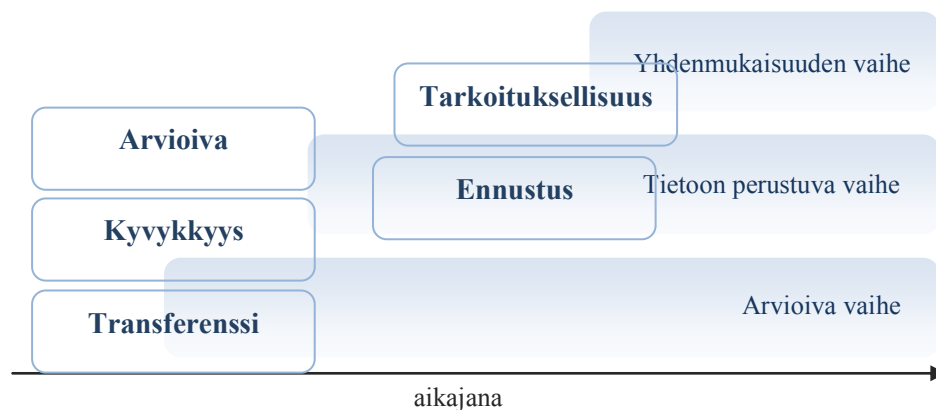 Yhdenmukaisuuden vaihe
Tarkoituksellisuus
Arvioiva
Tietoon perustuva vaihe
Ennustus
Kyvykkyys
Arvioiva vaihe
Transferenssi
aikajana